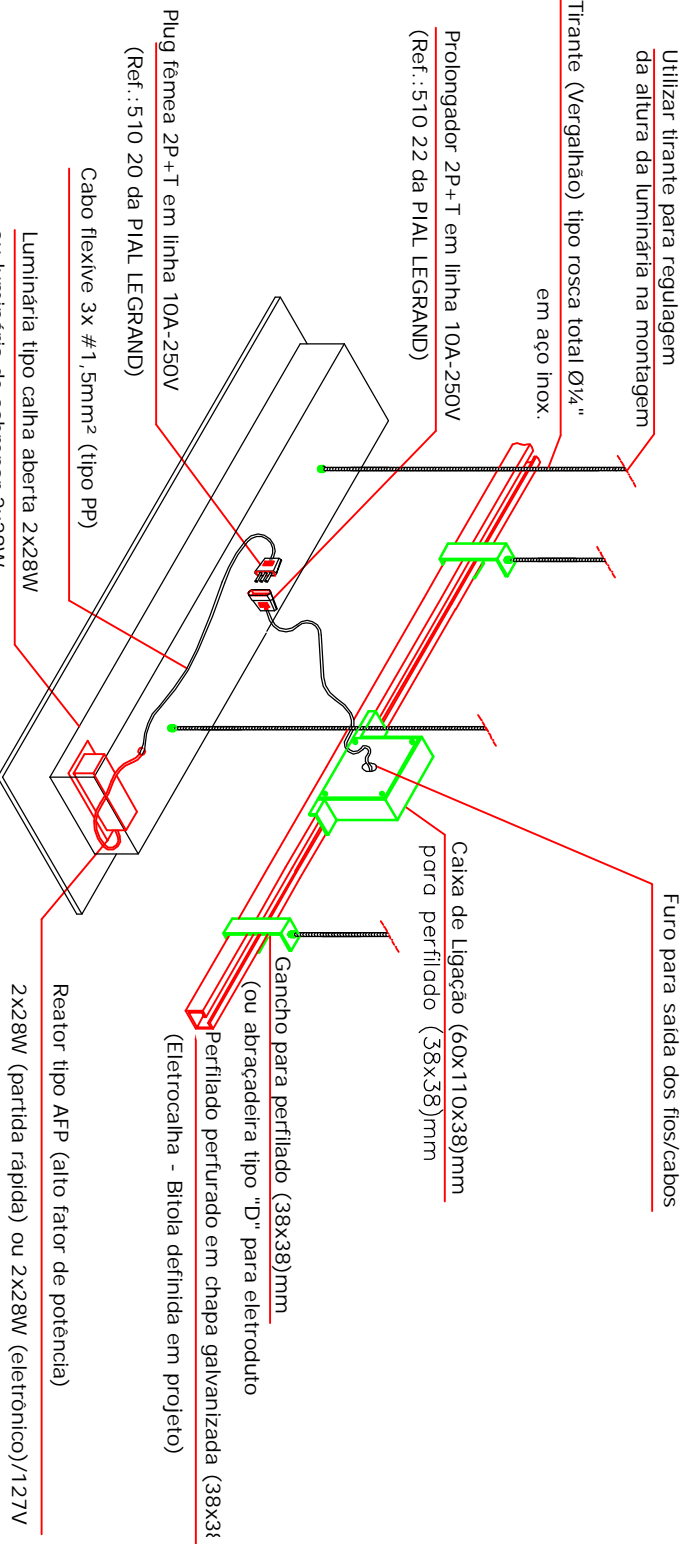 Utilizar tirante para regulagem
da altura da luminária na montagem
Tirante (Vergalhão) tipo rosca total Ø¼"
em aço inox.
Prolongador 2P+T em linha 10A-250V
(Ref.:510 22 da PIAL LEGRAND)
Plug fêmea 2P+T em linha 10A-250V
(Ref.:510 20 da PIAL LEGRAND)
Cabo flexíve 3x #1,5mm² (tipo PP)
Luminária tipo calha aberta 2x28W
Furo para saída dos fios/cabos
Caixa de Ligação (60x110x38)mm
para perfilado (38x38)mm
Gancho para perfilado (38x38)mm
(ou abraçadeira tipo "D" para eletroduto
Perfilado perfurado em chapa galvanizada (38x38
(Eletrocalha - Bitola definida em projeto)
Reator tipo AFP (alto fator de potência)
2x28W (partida rápida) ou 2x28W (eletrônico)/127V